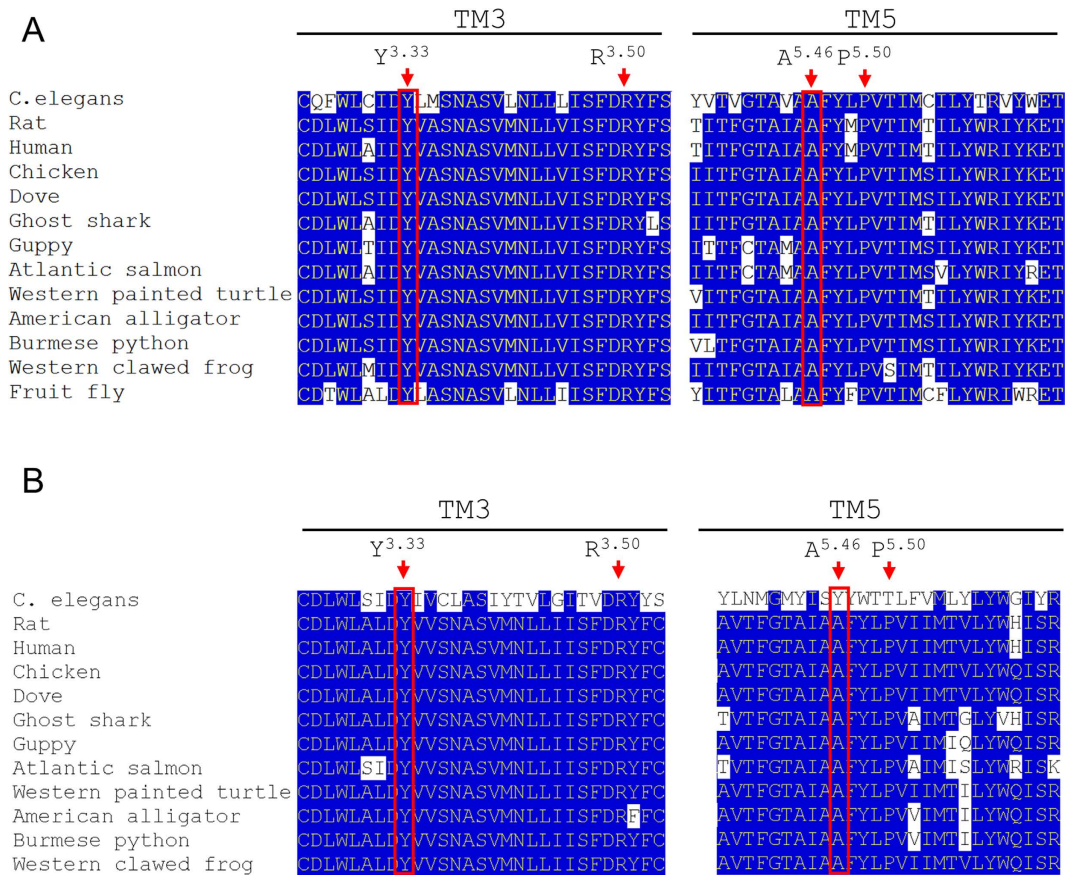 A
TM3 TM5
Y3.33 R3.50 A5.46 P5.50
C.elegans CQFWLCIDYLMSNASVLNLLLISFDRYFS YVTVGTAVAAFYLPVTIMCILYTRVYWET
Rat CDLWLSIDYVASNASVMNLLVISFDRYFS TITFGTAIAAFYMPVTIMTILYWRIYKET
Human CDLWLAIDYVASNASVMNLLVISFDRYFS TITFGTAIAAFYMPVTIMTILYWRIYKET
Chicken CDLWLSIDYVASNASVMNLLVISFDRYFS IITFGTAIAAFYLPVTIMSILYWRIYKET
Dove CDLWLSIDYVASNASVMNLLVISFDRYFS IITFGTAIAAFYLPVTIMSILYWRIYKET
Ghost shark CDLWLAIDYVASNASVMNLLVISFDRYLS IITFGTAIAAFYLPVTIMTILYWRIYKET
Guppy CDLWLTIDYVASNASVMNLLVISFDRYFS ITTFCTAMAAFYLPVTIMSILYWRIYKET
Atlantic salmon CDLWLAIDYVASNASVMNLLVISFDRYFS IITFCTAMAAFYLPVTIMSVLYWRIYRET
Western painted turtle CDLWLSIDYVASNASVMNLLVISFDRYFS VITFGTAIAAFYLPVTIMTILYWRIYKET
American alligator CDLWLSIDYVASNASVMNLLVISFDRYFS IITFGTAIAAFYLPVTIMSILYWRIYKET
Burmese python CDLWLSIDYVASNASVMNLLVISFDRYFS VLTFGTAIAAFYLPVTIMSILYWRIYKET
Western clawed frog CDLWLMIDYVASNASVMNLLVISFDRYFS IITFGTAIAAFYLPVSIMTILYWRIYKET
Fruit fly CDTWLALDYLASNASVLNLLIISFDRYFS YITFGTALAAFYFPVTIMCFLYWRIWRET
B
TM3 TM5
Y3.33 R3.50 A5.46 P5.50
C. elegans CDLWLSIDYIVCLASIYTVLGITVDRYYS YLNMGMYISYYWTTLFVMLYLYWGIYR
Rat CDLWLALDYVVSNASVMNLLIISFDRYFC AVTFGTAIAAFYLPVIIMTVLYWHISR
Human CDLWLALDYVVSNASVMNLLIISFDRYFC AVTFGTAIAAFYLPVIIMTVLYWHISR
Chicken CDLWLALDYVVSNASVMNLLIISFDRYFC AVTFGTAIAAFYLPVIIMTVLYWQISR
Dove CDLWLALDYVVSNASVMNLLIISFDRYFC AVTFGTAIAAFYLPVIIMTVLYWQISR
Ghost shark CDLWLALDYVVSNASVMNLLIISFDRYFC TVTFGTAIAAFYLPVAIMTGLYVHISR
Guppy CDLWLALDYVVSNASVMNLLIISFDRYFC AVTFGTAIAAFYLPVIIMIQLYWQISR
Atlantic salmon CDLWLSIDYVVSNASVMNLLIISFDRYFC TVTFGTAIAAFYLPVAIMISLYWRISK
Western painted turtle CDLWLALDYVVSNASVMNLLIISFDRYFC AVTFGTAIAAFYLPVIIMTILYWQISR
American alligator CDLWLALDYVVSNASVMNLLIISFDRFFC AVTFGTAIAAFYLPVVIMTILYWQISR
Burmese python CDLWLALDYVVSNASVMNLLIISFDRYFC AVTFGTAIAAFYLPVVIMTILYWQISR
Western clawed frog CDLWLALDYVVSNASVMNLLIISFDRYFC AVTFGTAIAAFYLPVIIMTVLYWQISR